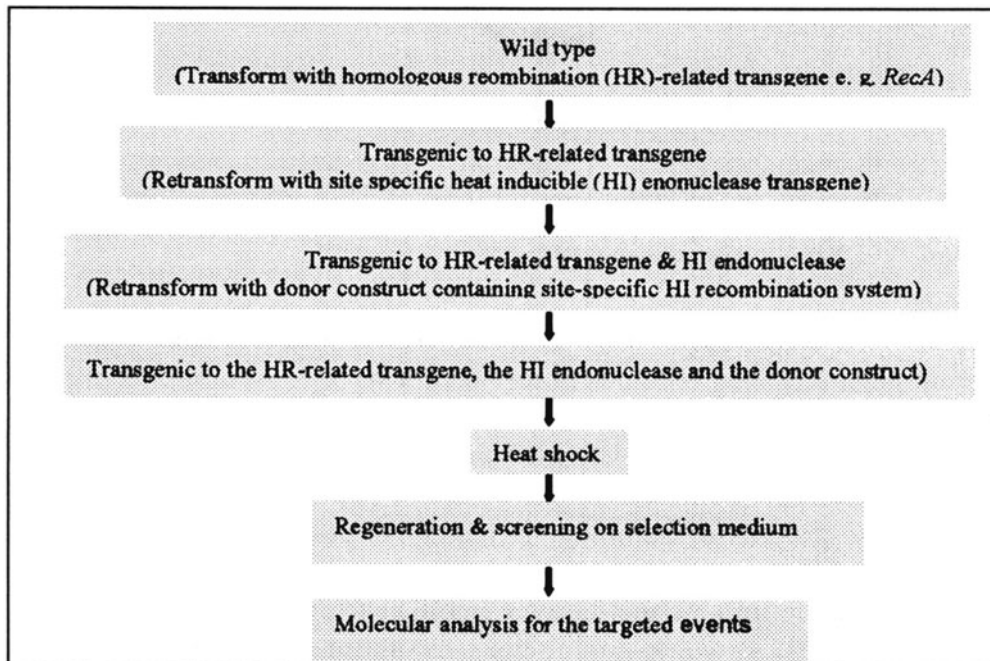 Wild type
(Transform with homologous reombination (HR)-related transgene e. g. RecA)
Transgenic to HR-related transgene
(Retransform with site specific heat inducible (HI) enonuclease transgene)
Transgenic to HR-related transgene & HI endonuclease
(Retransform with donor construct containing site-specific HI recombination system)
Transgenic to the HR-related transgene, the HI endonuclease and the donor construct)
Heat shock
Regeneration & screening on selection medium
Molecular analysis for the targeted events